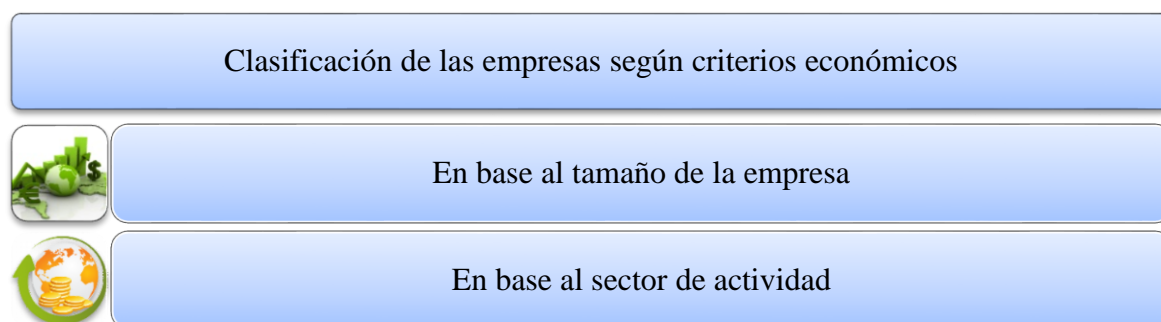 Clasificación de las empresas según criterios económicos
En base al tamaño de la empresa
En base al sector de actividad